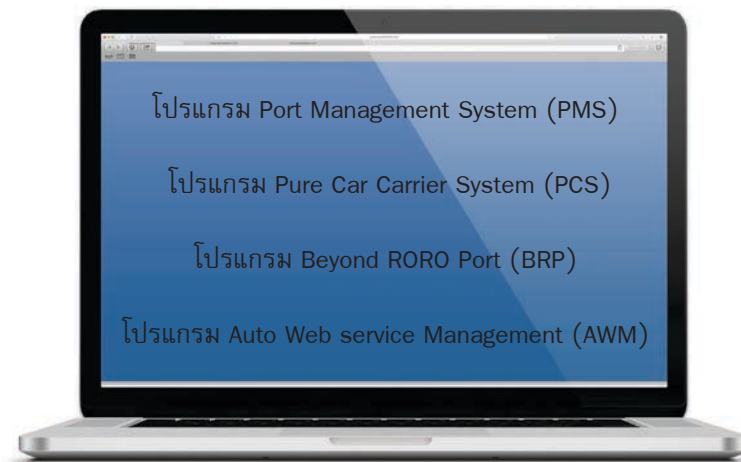 โปรแกรม Port Management System (PMS)
โปรแกรม Pure Car Carrier System (PCS)
โปรแกรม Beyond RORO Port (BRP)
โปรแกรม Auto Web service Management (AWM)